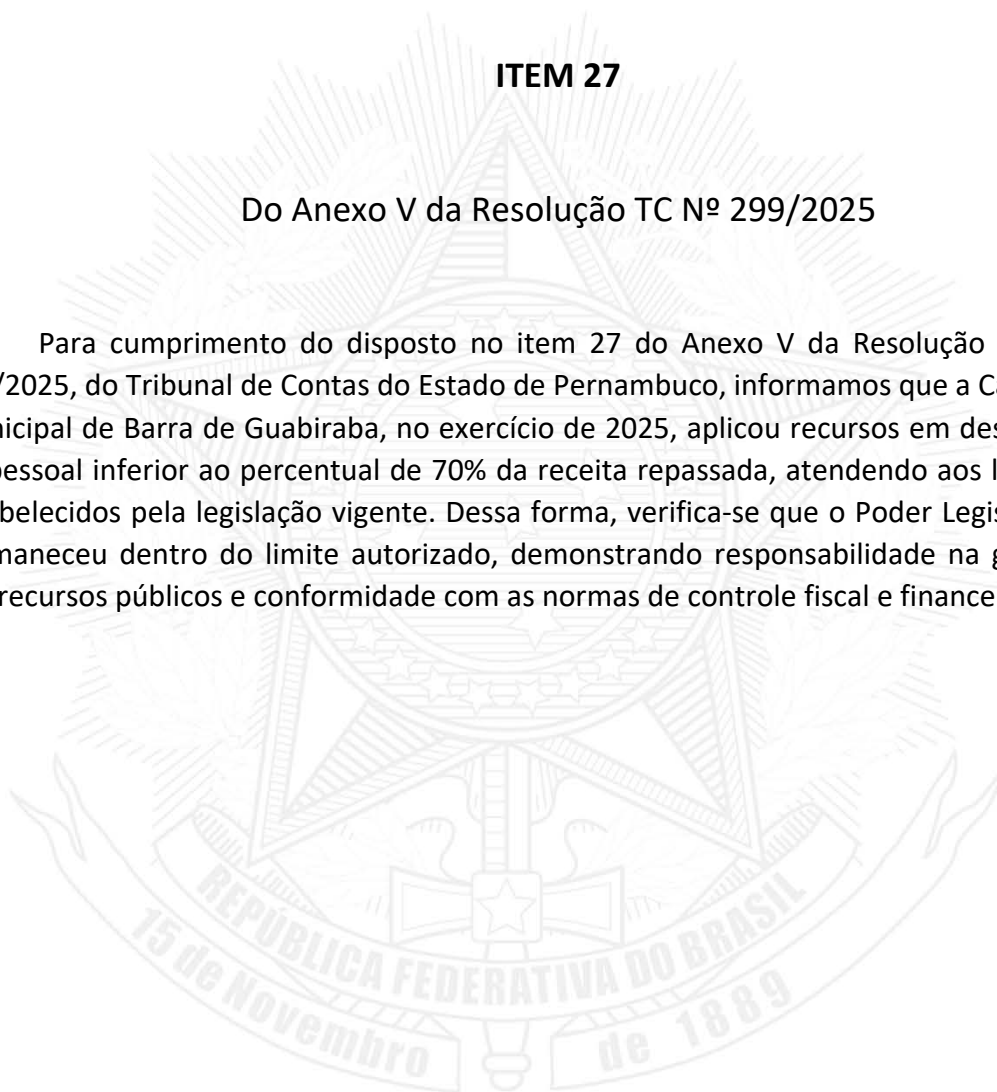 ITEM 27
Do Anexo V da Resolução TC Nº 299/2025
Para cumprimento do disposto no item 27 do Anexo V da Resolução
/2025, do Tribunal de Contas do Estado de Pernambuco, informamos que a
de Barra de Guabiraba, no exercício de 2025, aplicou recursos em
pessoal inferior ao percentual de 70% da receita repassada, atendendo aos
pela legislação vigente. Dessa forma, verifica-se que o Poder
dentro do limite autorizado, demonstrando responsabilidade na
recursos públicos e conformidade com as normas de controle fiscal e
REPÚBLICA FEDERATIVA DO BRASIL
15 de Novembro de 1889